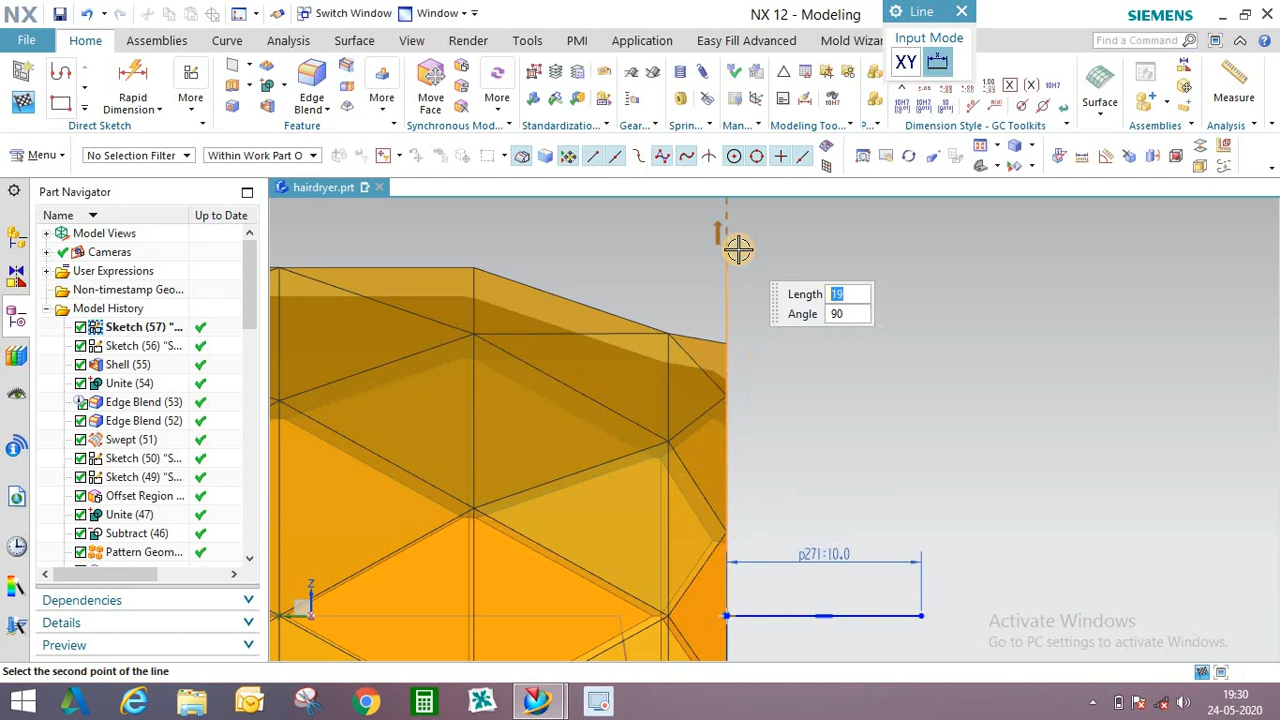 NX
Switch Window
Window
NX 12 - Modeling
Line
SIEMENS
File
Home
Assemblies
Curve
Analysis
Surface
View
Render
Tools
PMI
Application
Easy Fill Advanced
Mold Wiz
Input Mode
XY
Find a Command
Rapid
Dimension
More
Edge
Blend
More
Move
Face
More
Surface
Measure
Direct Sketch
Feature
Synchronous Mod...
Standardizatio...
Gear...
Sprin...
Man...
Modeling Too...
P...
Dimension Style - GC Toolkits
Assemblies
Analysis
Menu
No Selection Filter
Within Work Part O
Part Navigator
hairdryer.prt
Name
Up to Date
Model Views
Cameras
User Expressions
Non-timestamp Geo...
Model History
Sketch (57) "...
Sketch (56) "S...
Shell (55)
Unite (54)
Edge Blend (53)
Edge Blend (52)
Swept (51)
Sketch (50) "S...
Sketch (49) "S...
Offset Region ...
Unite (47)
Subtract (46)
Pattern Geom...
Dependencies
Details
Preview
Length 19
Angle 90
p271:10.0
Z
Activate Windows
Go to PC settings to activate Windows.
Select the second point of the line
19:30
24-05-2020